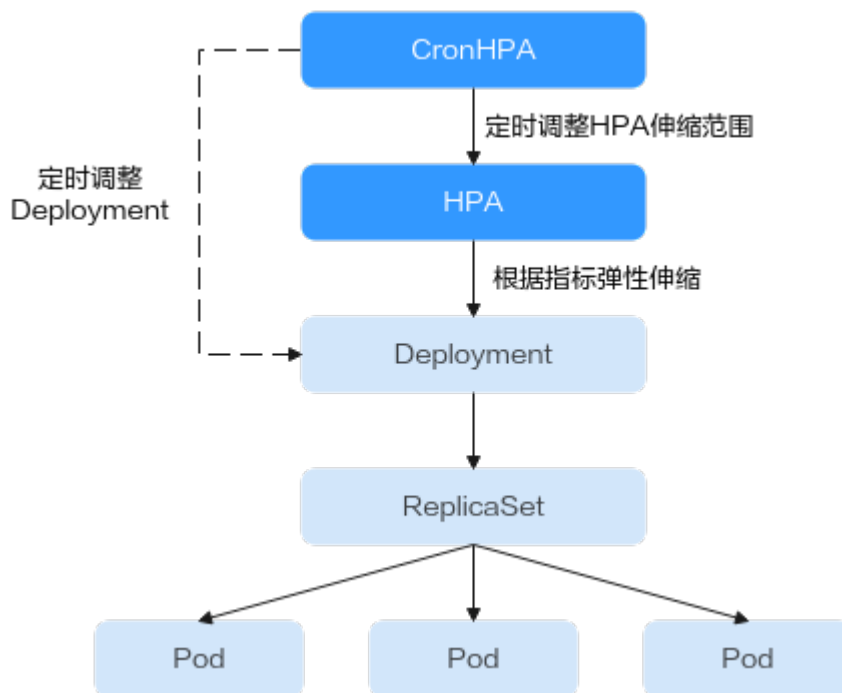 CronHPA
定时调整HPA伸缩范围
定时调整
Deployment
HPA
根据指标弹性伸缩
Deployment
ReplicaSet
Pod
Pod
Pod